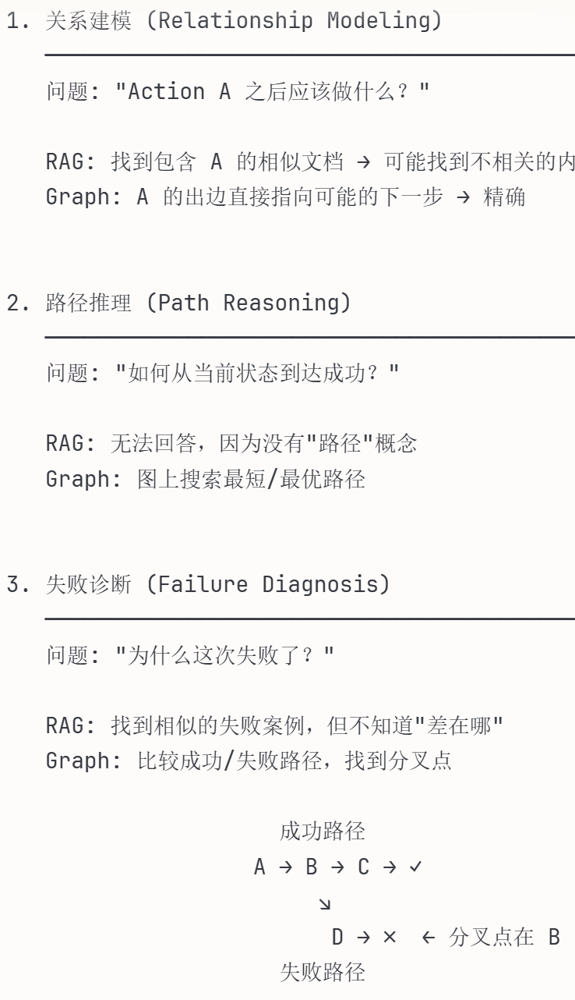 1. 关系建模 (Relationship Modeling)
问题: "Action A 之后应该做什么？"
RAG: 找到包含 A 的相似文档 → 可能找到不相关的内
Graph: A 的出边直接指向可能的下一步 → 精确
2. 路径推理 (Path Reasoning)
问题: "如何从当前状态到达成功？"
RAG: 无法回答，因为没有"路径"概念
Graph: 图上搜索最短/最优路径
3. 失败诊断 (Failure Diagnosis)
问题: "为什么这次失败了？"
RAG: 找到相似的失败案例，但不知道"差在哪"
Graph: 比较成功/失败路径，找到分叉点
成功路径
A → B → C → ✓
↘
D → ✕ ← 分叉点在 B
失败路径